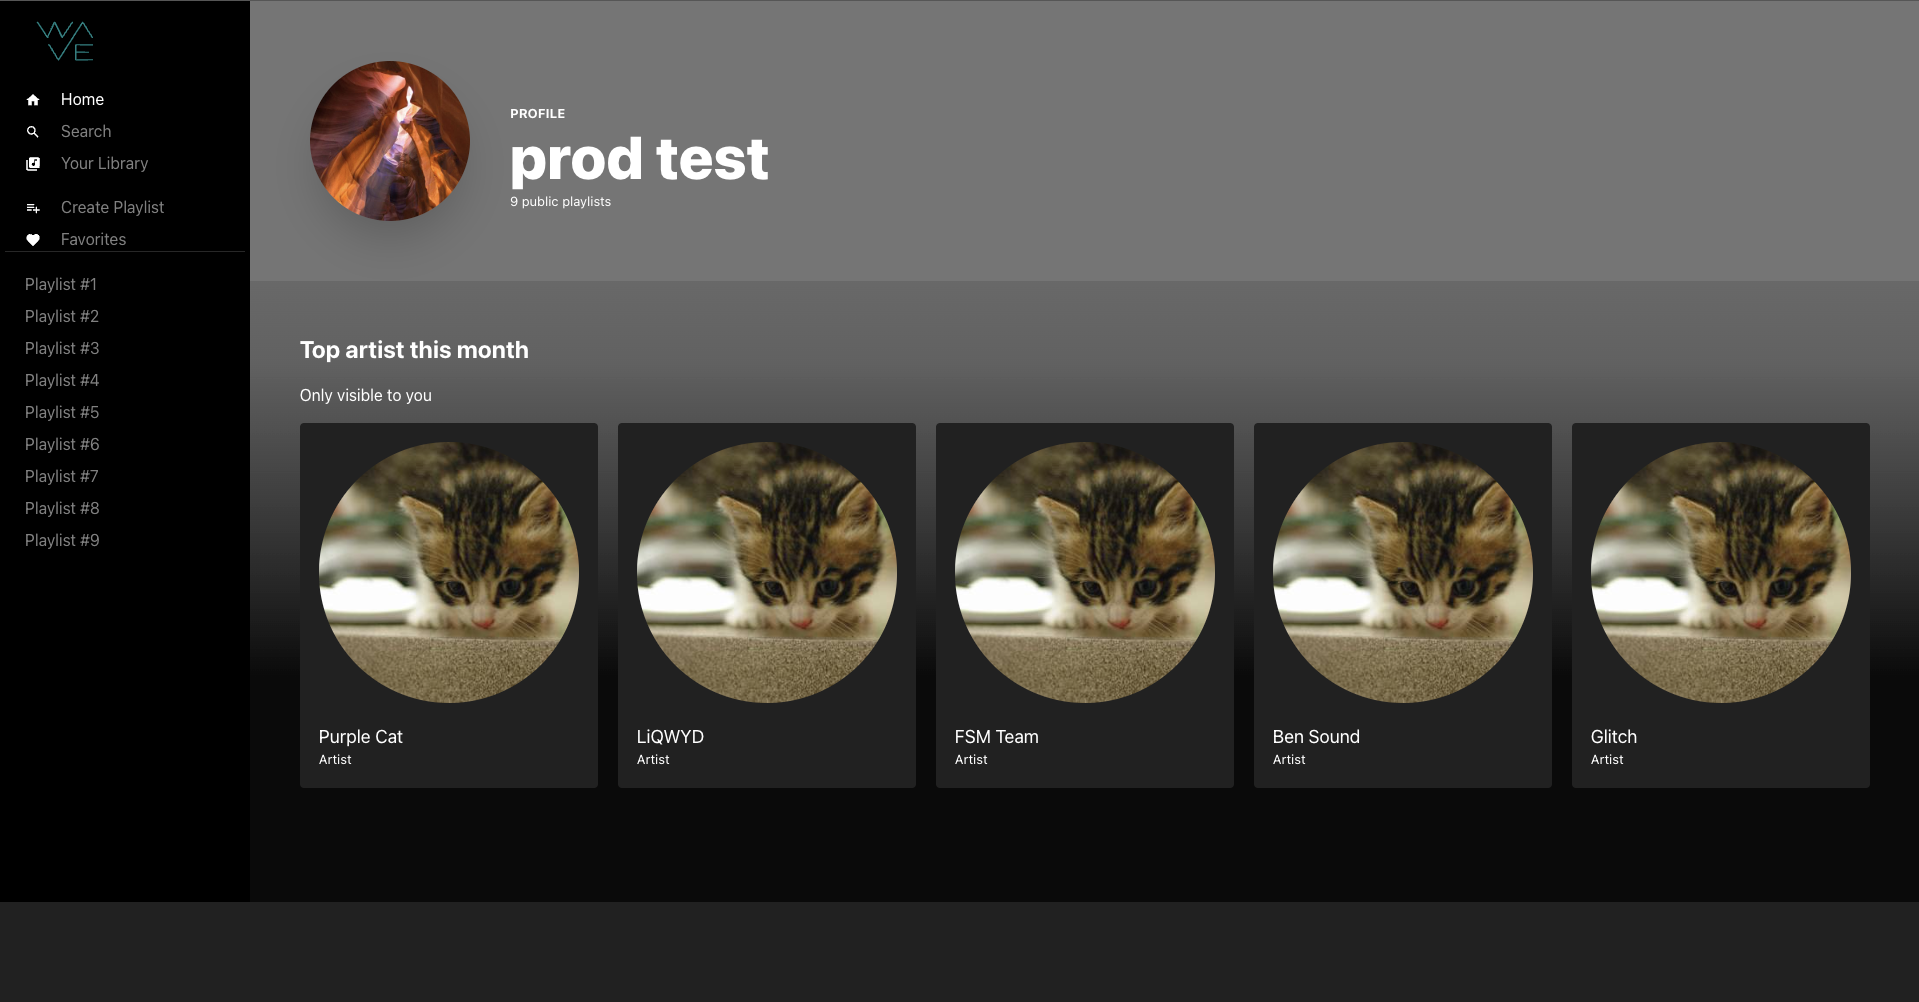 WAVE
Home
Search
Your Library
Create Playlist
Favorites
Playlist #1
Playlist #2
Playlist #3
Playlist #4
Playlist #5
Playlist #6
Playlist #7
Playlist #8
Playlist #9
PROFILE
prod test
9 public playlists
Top artist this month
Only visible to you
Purple Cat
Artist
LiQWYD
Artist
FSM Team
Artist
Ben Sound
Artist
Glitch
Artist